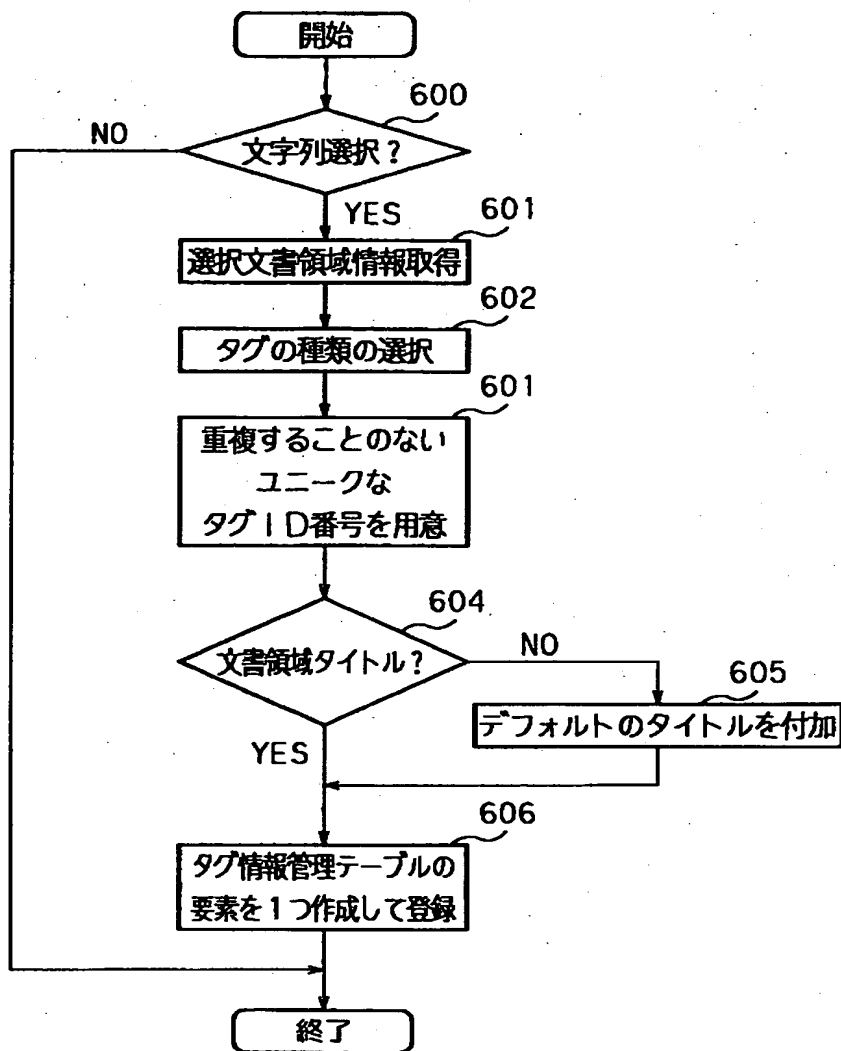 開始
600
文字列選択?
NO
YES
601
選択文書領域情報取得
602
タグの種類の選択
601
重複することのない
ユニークな
タグID番号を用意
604
文書領域タイトル?
NO
605
デフォルトのタイトルを付加
YES
606
タグ情報管理テーブルの
要素を1つ作成して登録
終了